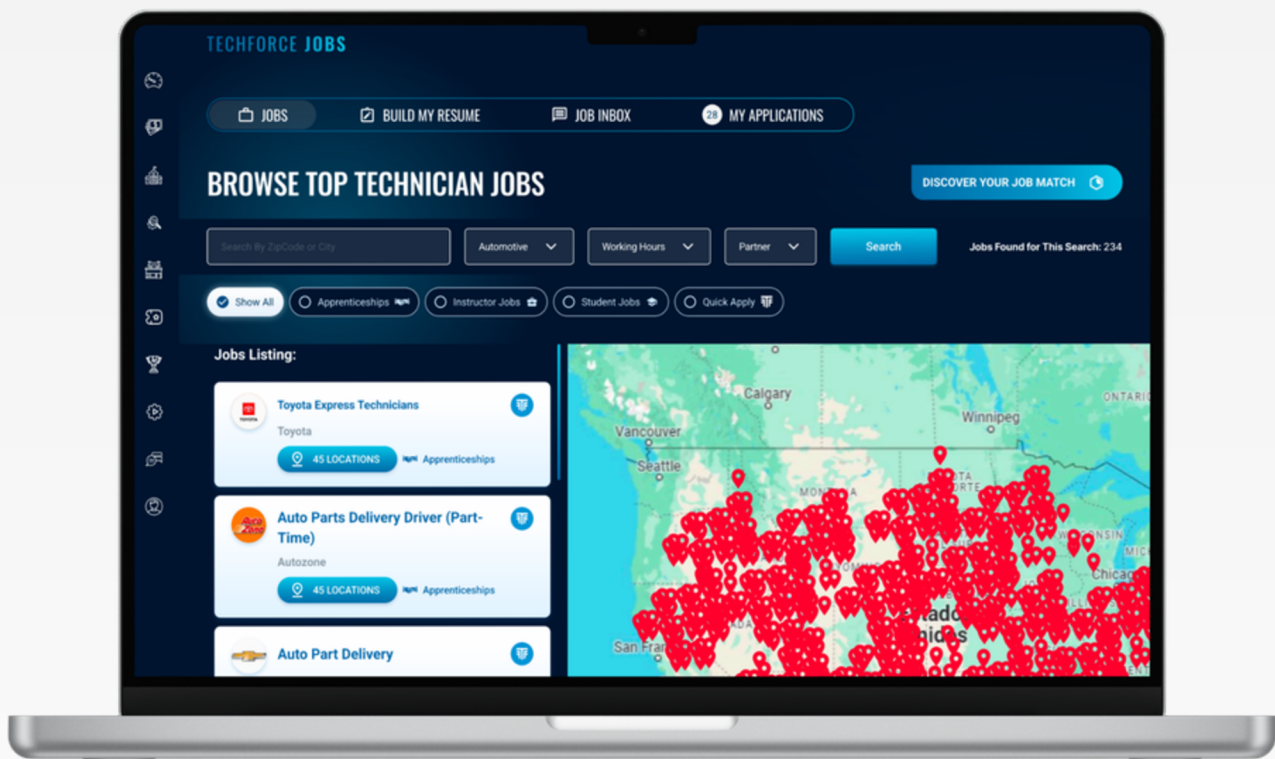 TECHFORCE JOBS
JOBS
BUILD MY RESUME
JOB INBOX
28 MY APPLICATIONS
BROWSE TOP TECHNICIAN JOBS
DISCOVER YOUR JOB MATCH
Search By ZipCode or City
Automotive
Working Hours
Partner
Search
Jobs Found for This Search: 234
Show All
Apprenticeships
Instructor Jobs
Student Jobs
Quick Apply
Jobs Listing:
Toyota Express Technicians
Toyota
45 LOCATIONS
Apprenticeships
Auto Parts Delivery Driver (Part-
Time)
Autozone
45 LOCATIONS
Apprenticeships
Auto Part Delivery
Calgary
ONTARIO
Winnipeg
Vancouver
Seattle
Chicag
San Fran